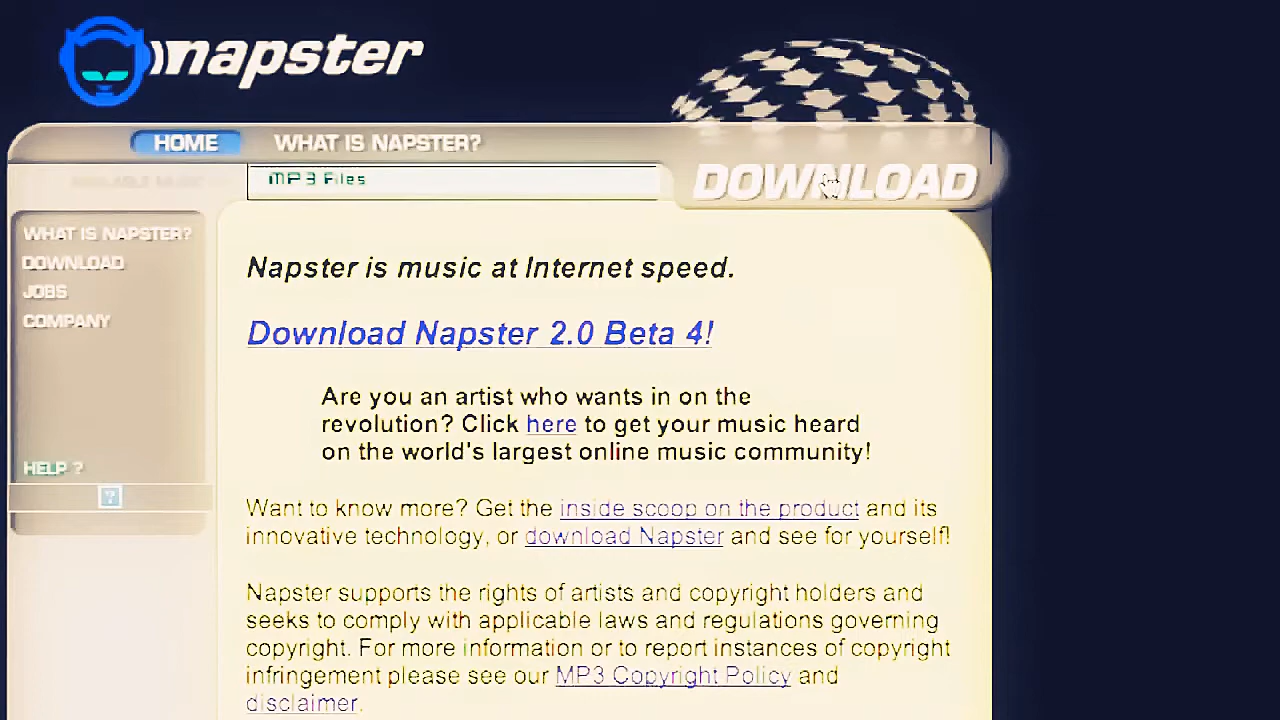 napster
HOME WHAT IS NAPSTER?
MP3 Files
DOWNLOAD
WHAT IS NAPSTER?
DOWNLOAD
JOBS
COMPANY
HELP ?
Napster is music at Internet speed.
Download Napster 2.0 Beta 4!
Are you an artist who wants in on the
revolution? Click here to get your music heard
on the world's largest online music community!
Want to know more? Get the inside scoop on the product and its
innovative technology, or download Napster and see for yourself!
Napster supports the rights of artists and copyright holders and
seeks to comply with applicable laws and regulations governing
copyright. For more information or to report instances of copyright
infringement please see our MP3 Copyright Policy and
disclaimer.